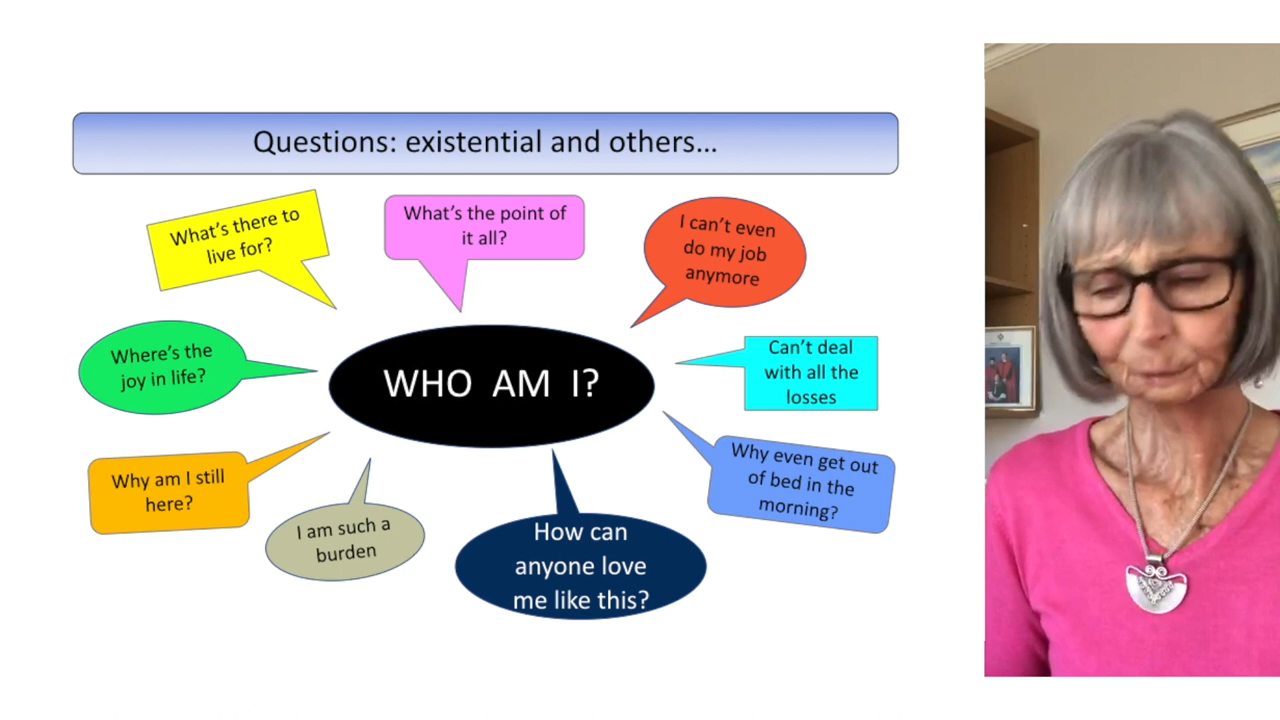 Questions: existential and others...
What's there to
live for?
What's the point of
it all?
I can't even
do my job
anymore
Where's the
joy in life?
WHO AM I?
Can't deal
with all the
losses
Why am I still
here?
I am such a
burden
How can
anyone love
me like this?
Why even get out
of bed in the
morning?